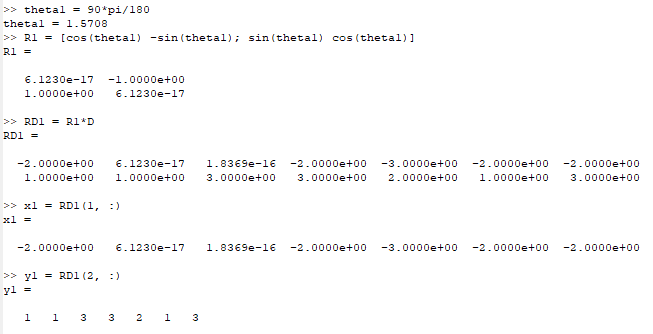 >> theta1 = 90*pi/180
theta1 = 1.5708
>> R1 = [cos(theta1) -sin(theta1); sin(theta1) cos(theta1)]
R1 =
6.1230e-17 -1.0000e+00
1.0000e+00 6.1230e-17
>> RD1 = R1*D
RD1 =
-2.0000e+00 6.1230e-17 1.8369e-16 -2.0000e+00 -3.0000e+00 -2.0000e+00 -2.0000e+00
1.0000e+00 1.0000e+00 3.0000e+00 3.0000e+00 2.0000e+00 1.0000e+00 3.0000e+00
>> x1 = RD1(1, :)
x1 =
-2.0000e+00 6.1230e-17 1.8369e-16 -2.0000e+00 -3.0000e+00 -2.0000e+00 -2.0000e+00
>> y1 = RD1(2, :)
y1 =
1 1 3 3 2 1 3